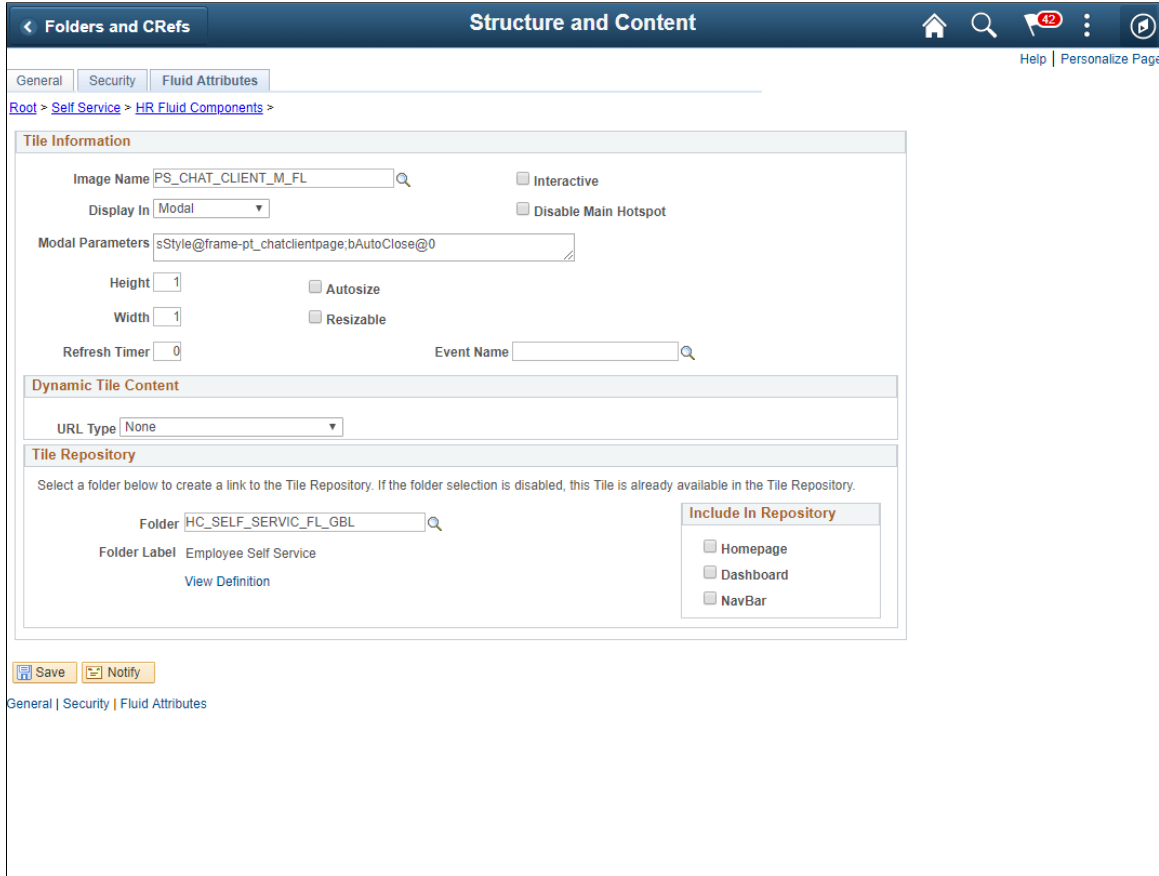 Folders and CRefs
Structure and Content
42
Help | Personalize Page
General Security Fluid Attributes
Root > Self Service > HR Fluid Components >
Tile Information
Image Name PS_CHAT_CLIENT_M_FL
Interactive
Display In Modal
Disable Main Hotspot
Modal Parameters sStyle@frame-pt_chatclientpage;bAutoClose@0
Height 1
Autosize
Width 1
Resizable
Refresh Timer 0
Event Name
Dynamic Tile Content
URL Type None
Tile Repository
Select a folder below to create a link to the Tile Repository. If the folder selection is disabled, this Tile is already available in the Tile Repository.
Folder HC_SELF_SERVIC_FL_GBL
Folder Label Employee Self Service
View Definition
Include In Repository
Homepage
Dashboard
NavBar
Save Notify
General | Security | Fluid Attributes